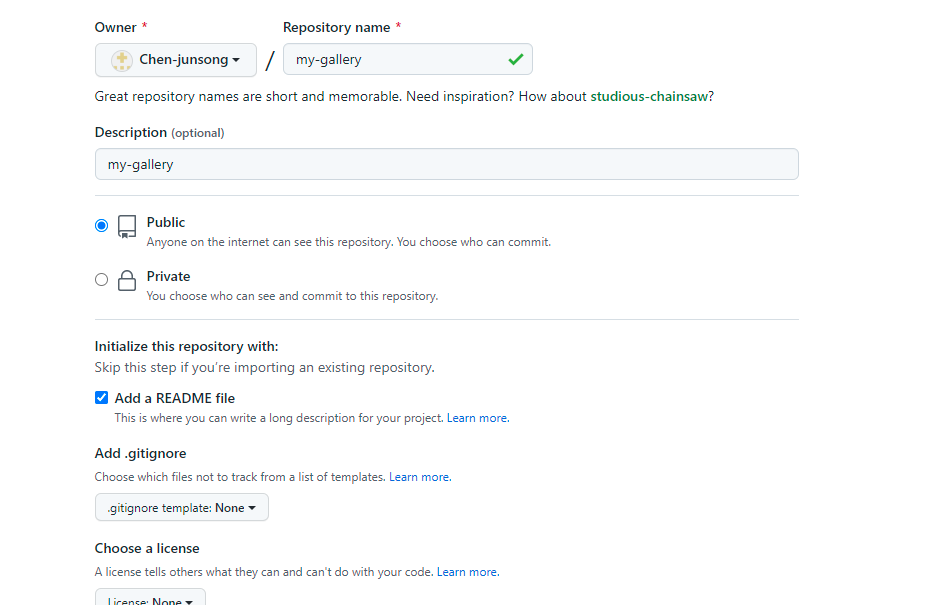 Owner * Repository name *
Chen-junsong / my-gallery
Great repository names are short and memorable. Need inspiration? How about studious-chainsaw?
Description (optional)
my-gallery
Public
Anyone on the internet can see this repository. You choose who can commit.
Private
You choose who can see and commit to this repository.
Initialize this repository with:
Skip this step if you’re importing an existing repository.
Add a README file
This is where you can write a long description for your project. Learn more.
Add .gitignore
Choose which files not to track from a list of templates. Learn more.
.gitignore template: None
Choose a license
A license tells others what they can and can't do with your code. Learn more.
License: None